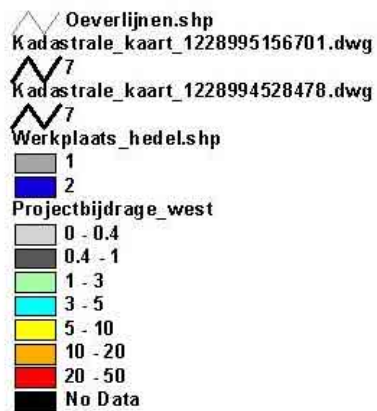 Oeverlijnen.shp
Kadastrale_kaart_1228995156701.dwg
7
Kadastrale_kaart_1228994528478.dwg
7
Werkplaats_hedel.shp
1
2
Projectbijdrage_west
0 - 0.4
0.4 - 1
1 - 3
3 - 5
5 - 10
10 - 20
20 - 50
No Data